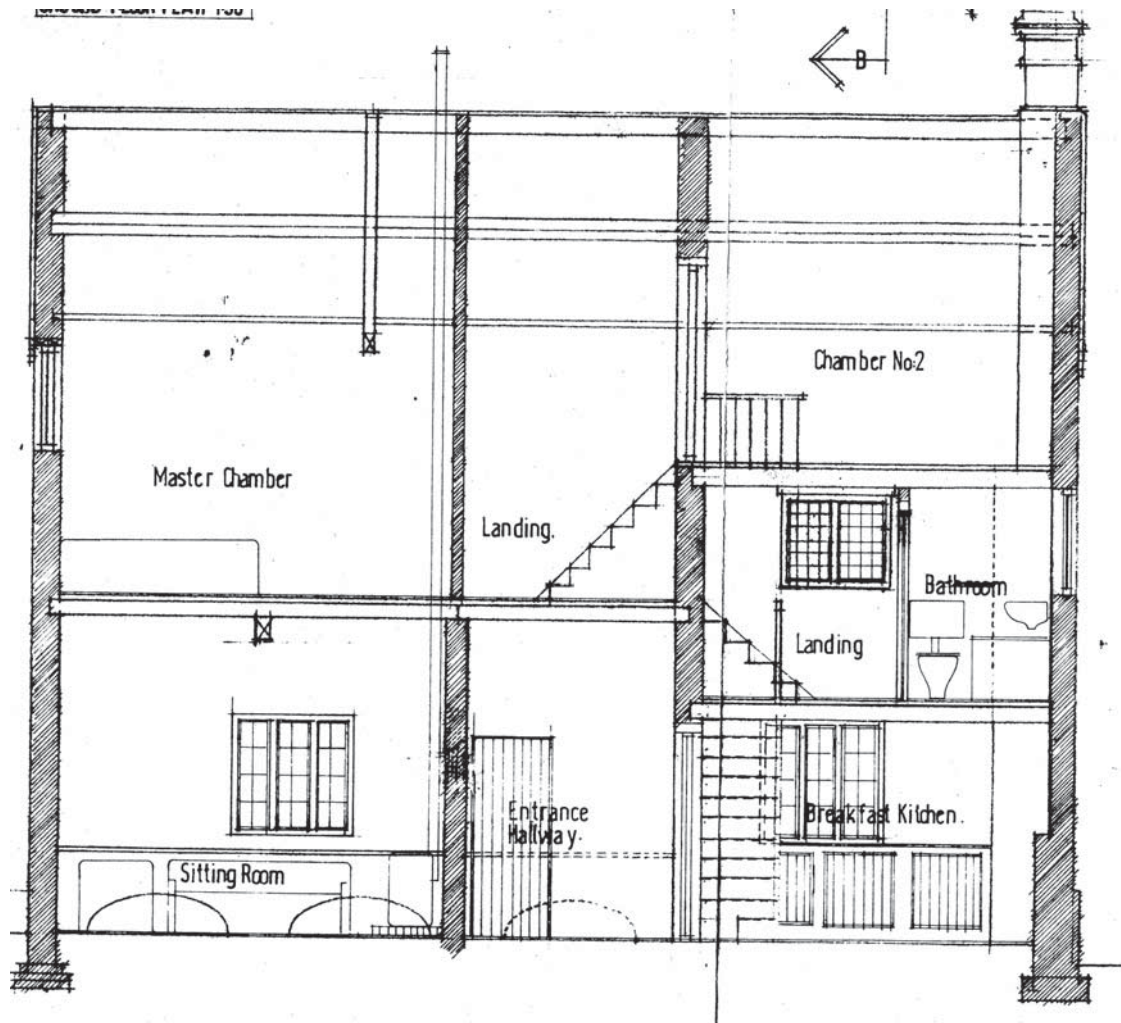 B
Chamber No:2
Master Chamber
Landing.
Bathroom
Landing
Entrance
Hallway.
Breakfast Kitchen.
Sitting Room